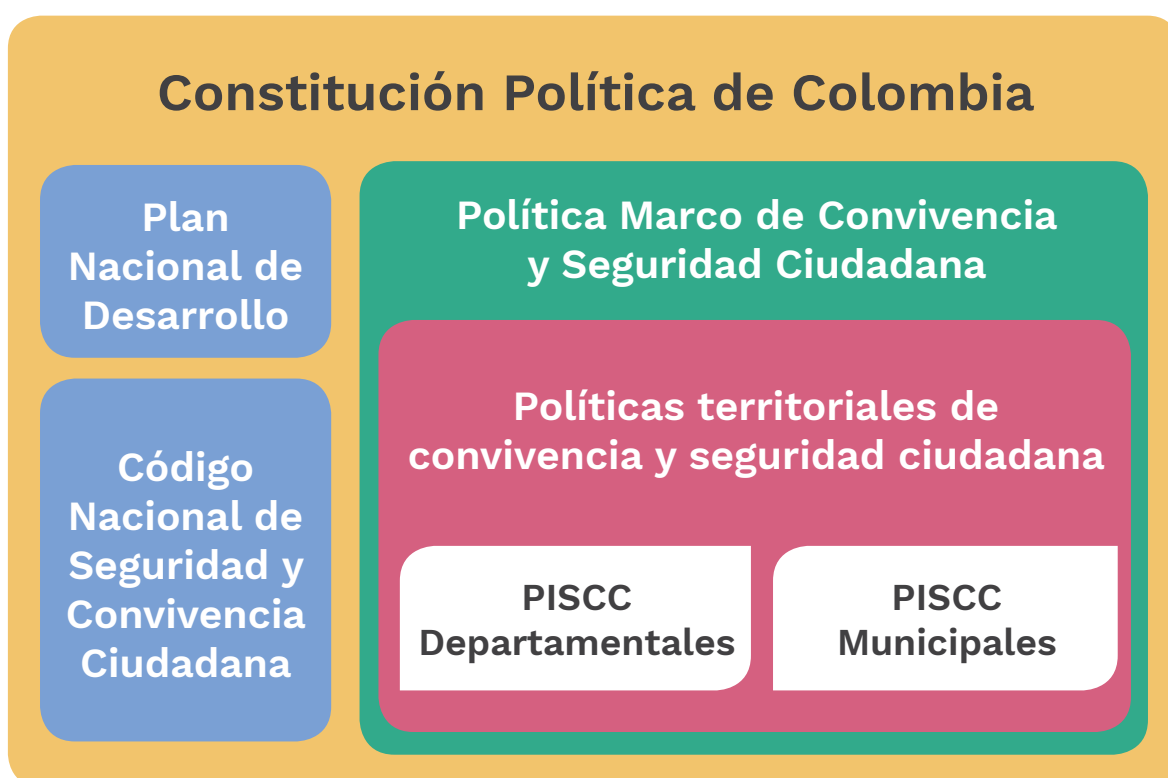 Constitución Política de Colombia
Plan
Nacional de
Desarrollo
Código
Nacional de
Seguridad y
Convivencia
Ciudadana
Política Marco de Convivencia
y Seguridad Ciudadana
Políticas territoriales de
convivencia y seguridad ciudadana
PISCC
Departamentales
PISCC
Municipales